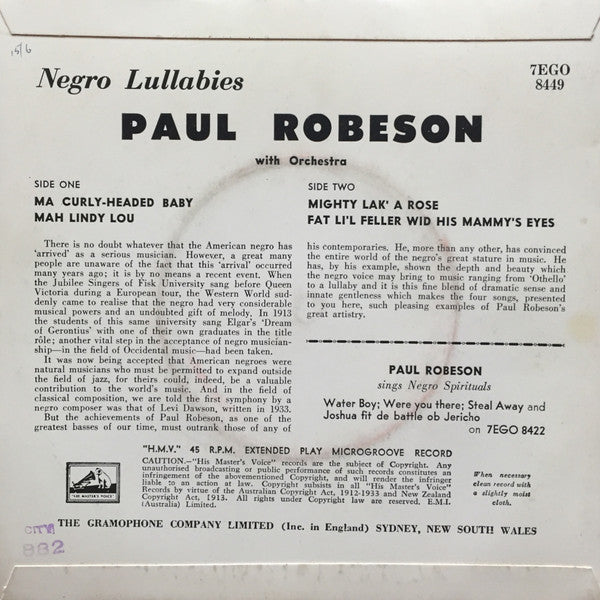 15/6
Negro Lullabies
7EGO
8449
PAUL ROBESON
with Orchestra
SIDE ONE
MA CURLY-HEADED BABY
MAH LINDY LOU
SIDE TWO
MIGHTY LAK' A ROSE
FAT LI'L FELLER WID HIS MAMMY'S EYES
There is no doubt whatever that the American negro has
'arrived' as a serious musician. However, a great many
people are unaware of the fact that this 'arrival' occurred
many years ago; it is by no means a recent event. When
the Jubilee Singers of Fisk University sang before Queen
Victoria during a European tour, the Western World sud-
denly came to realise that the negro had very considerable
musical powers and an undoubted gift of melody. In 1913
the students of this same university sang Elgar's 'Dream
of Gerontius' with one of their own graduates in the title
rôle; another vital step in the acceptance of negro musician-
ship—in the field of Occidental music—had been taken.
It was now being accepted that American negroes were
natural musicians who must be permitted to expand outside
the field of jazz, for theirs could, indeed, be a valuable
contribution to the world's music. And in the field of
classical composition, we are told the first symphony by a
negro composer was that of Levi Dawson, written in 1933.
But the achievements of Paul Robeson, as one of the
greatest basses of our time, must outrank those of any of
his contemporaries. He, more than any other, has convinced
the entire world of the negro's great stature in music. He
has, by his example, shown the depth and beauty which
the negro voice may bring to music ranging from 'Othello'
to a lullaby and it is this fine blend of dramatic sense and
innate gentleness which makes the four songs, presented
to you here, such pleasing examples of Paul Robeson's
great artistry.
PAUL ROBESON
sings Negro Spirituals
Water Boy; Were you there; Steal Away and
Joshua fit de battle ob Jericho
on 7EGO 8422
"H.M.V." 45 R.P.M. EXTENDED PLAY MICROGROOVE RECORD
CAUTION.—"His Master's Voice" records are the subject of Copyright. Any
unauthorised broadcasting or public performance of such records constitutes an
infringement of the abovementioned Copyright, and will render the infringer
liable to an action at law. Copyright subsists in all "His Master's Voice"
Records by virtue of the Australian Copyright Act, 1912-1933 and New Zealand
Copyright Act, 1913. All rights under Copyright law are reserved. E.M.I.
(Australia) Limited.
"HIS MASTER'S VOICE"
When necessary
clean record with
a slightly moist
cloth.
THE GRAMOPHONE COMPANY LIMITED (Inc. in England) SYDNEY, NEW SOUTH WALES
CITY
882